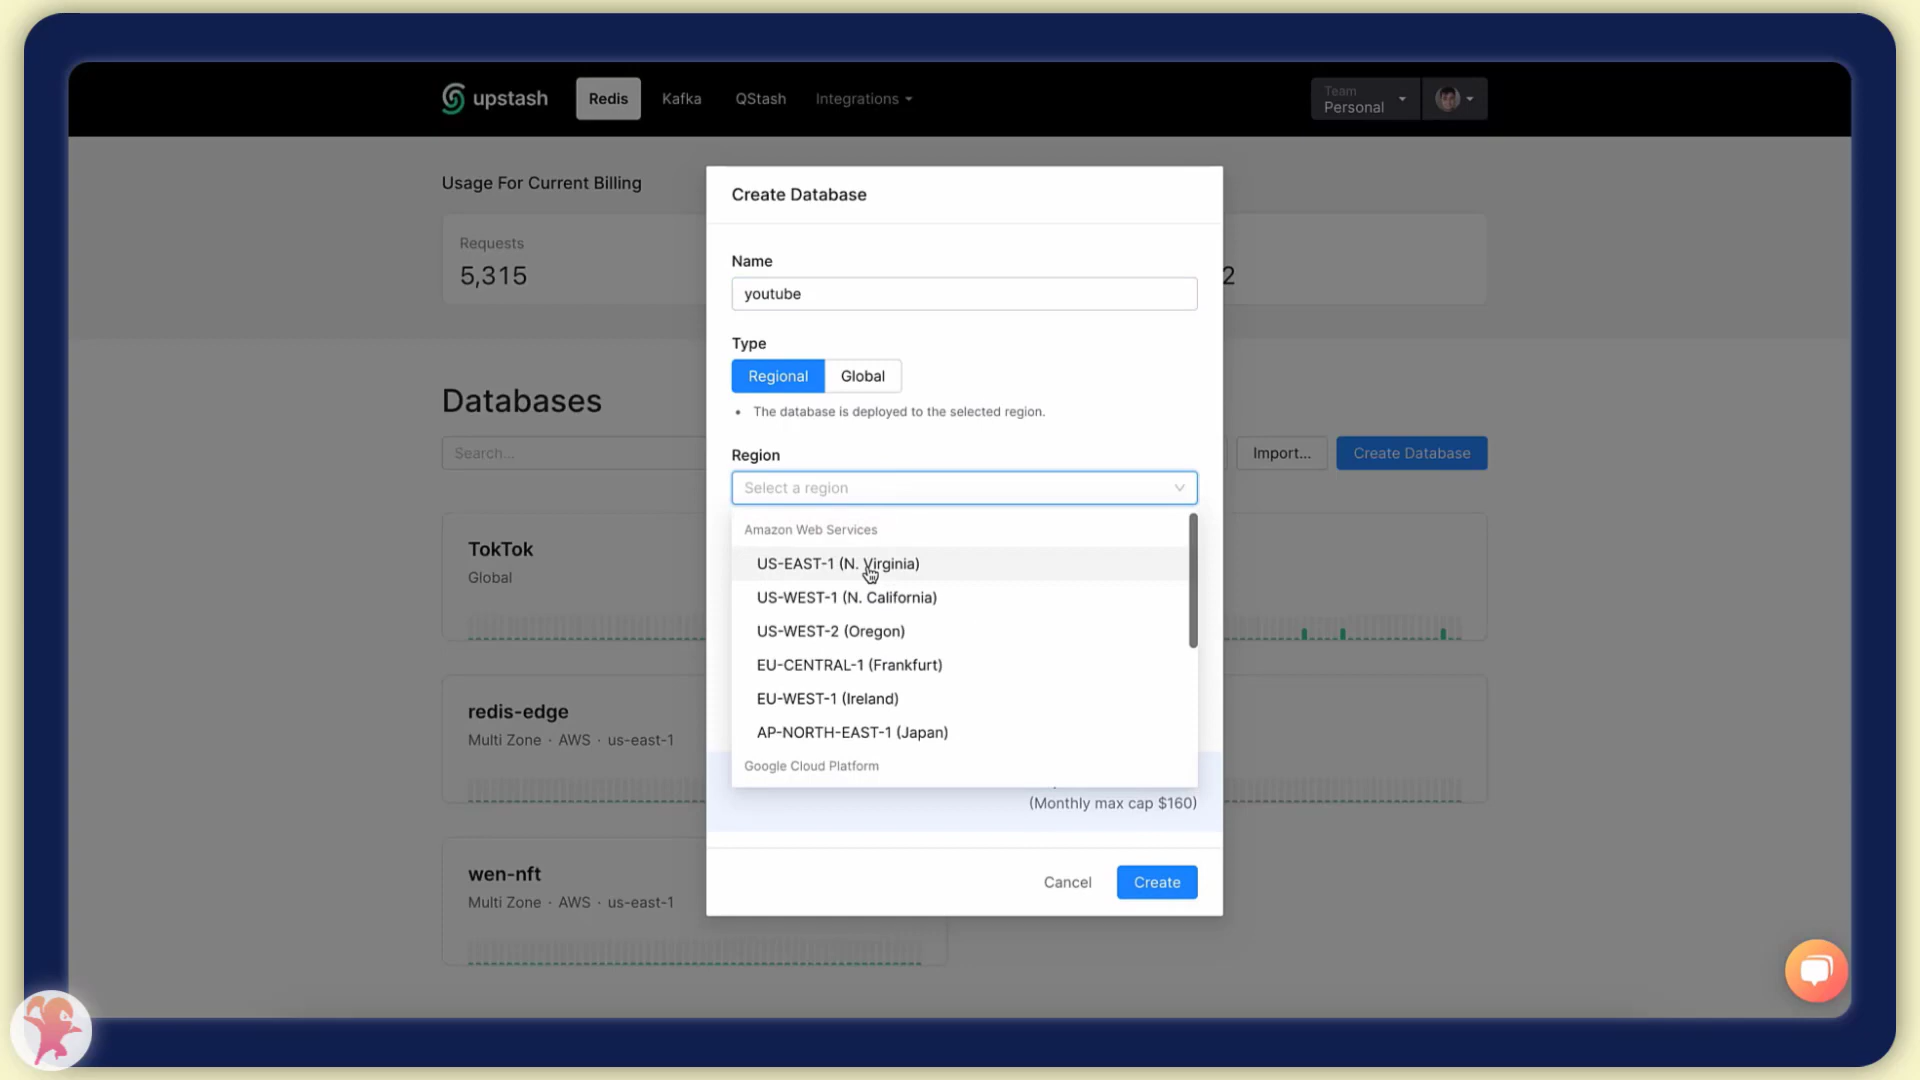 upstash
Redis
Kafka
QStash
Integrations
Team
Personal
Usage For Current Billing
Requests
5,315
2
Databases
Search...
Import...
Create Database
TokTok
Global
redis-edge
Multi Zone · AWS · us-east-1
wen-nft
Multi Zone · AWS · us-east-1
Create Database
Name
youtube
Type
Regional
Global
• The database is deployed to the selected region.
Region
Select a region
Amazon Web Services
US-EAST-1 (N. Virginia)
US-WEST-1 (N. California)
US-WEST-2 (Oregon)
EU-CENTRAL-1 (Frankfurt)
EU-WEST-1 (Ireland)
AP-NORTH-EAST-1 (Japan)
Google Cloud Platform
(Monthly max cap $160)
Cancel
Create